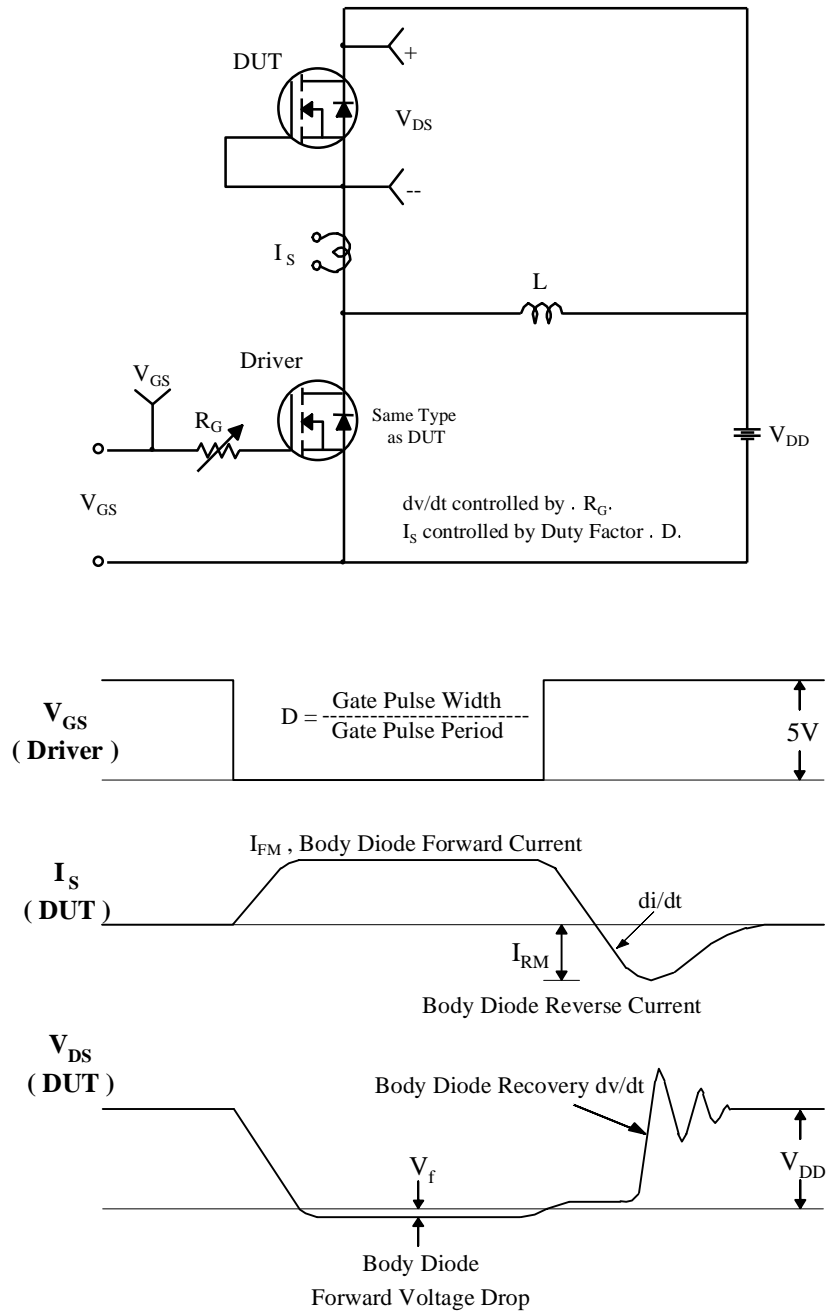 DUT
+
V_DS
--
I_S
L
Driver
V_GS
R_G
Same Type
as DUT
V_DD
V_GS
dv/dt controlled by . R_G.
I_S controlled by Duty Factor . D.
V_GS
( Driver )
D = Gate Pulse Width
--------------------------
Gate Pulse Period
5V
I_FM , Body Diode Forward Current
I_S
( DUT )
di/dt
I_RM
Body Diode Reverse Current
V_DS
( DUT )
Body Diode Recovery dv/dt
V_f
V_DD
Body Diode
Forward Voltage Drop